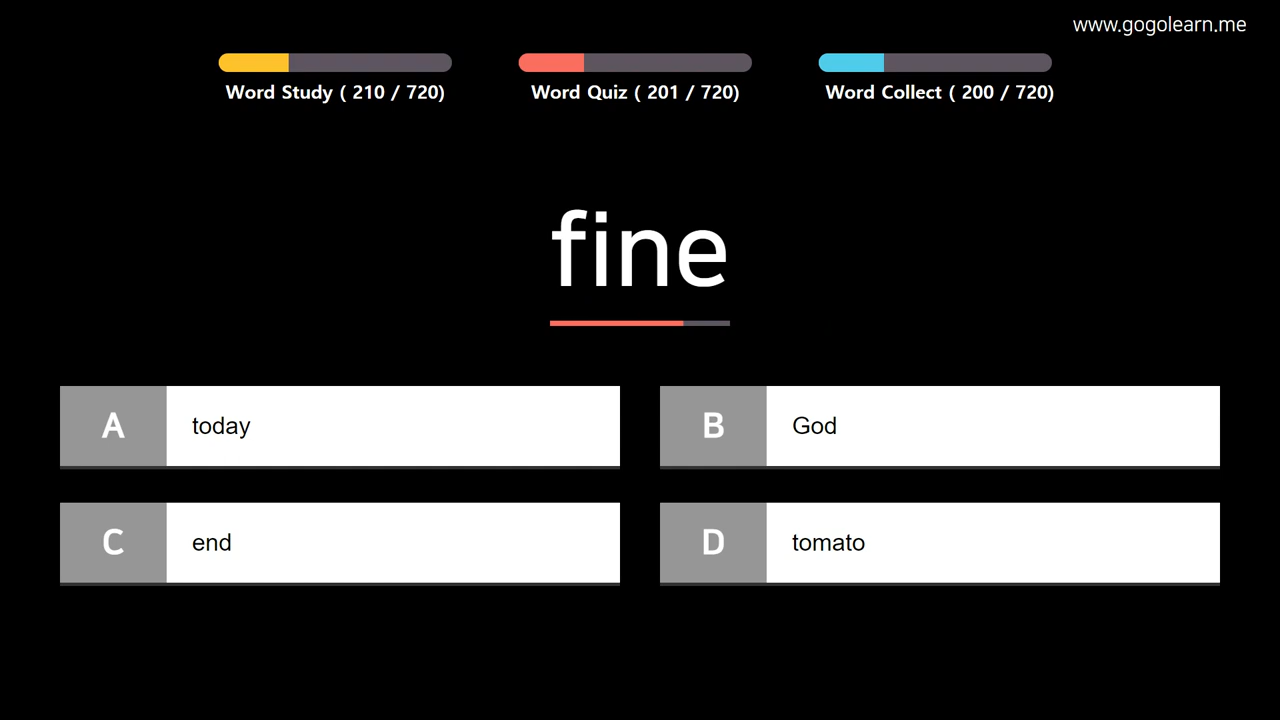 www.gogolearn.me
Word Study ( 210 / 720)
Word Quiz ( 201 / 720)
Word Collect ( 200 / 720)
fine
A today
B God
C end
D tomato